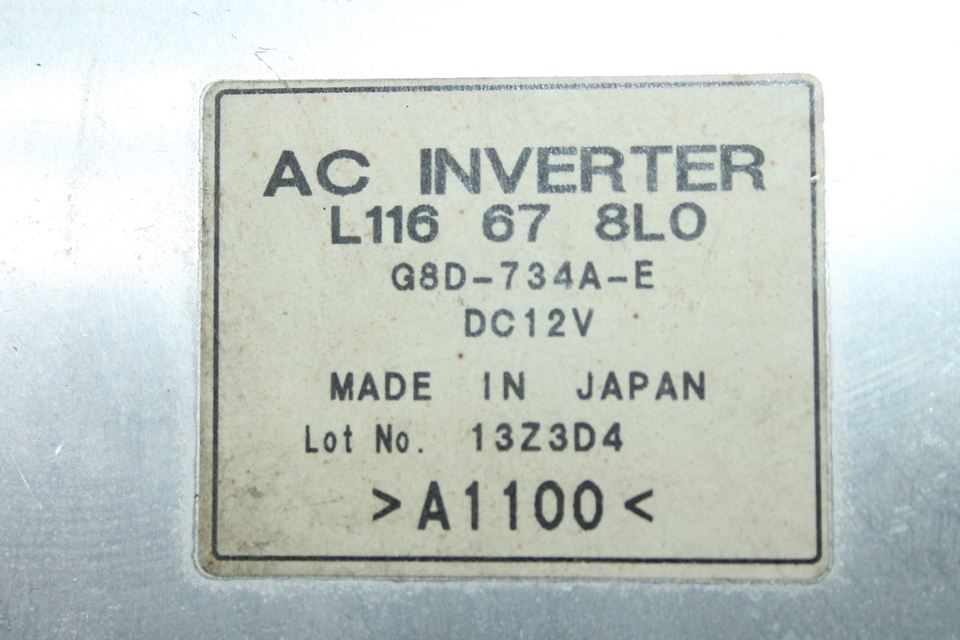 AC INVERTER
L116 67 8L0
G8D-734A-E
DC12V
MADE IN JAPAN
Lot No. 13Z3D4
>A1100<